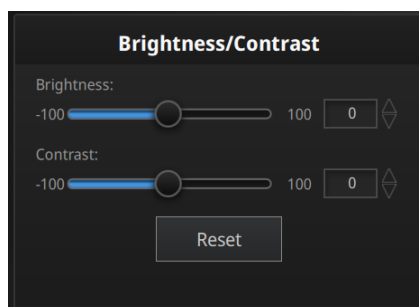 Brightness/Contrast
Brightness:
-100 100 0
Contrast:
-100 100 0
Reset